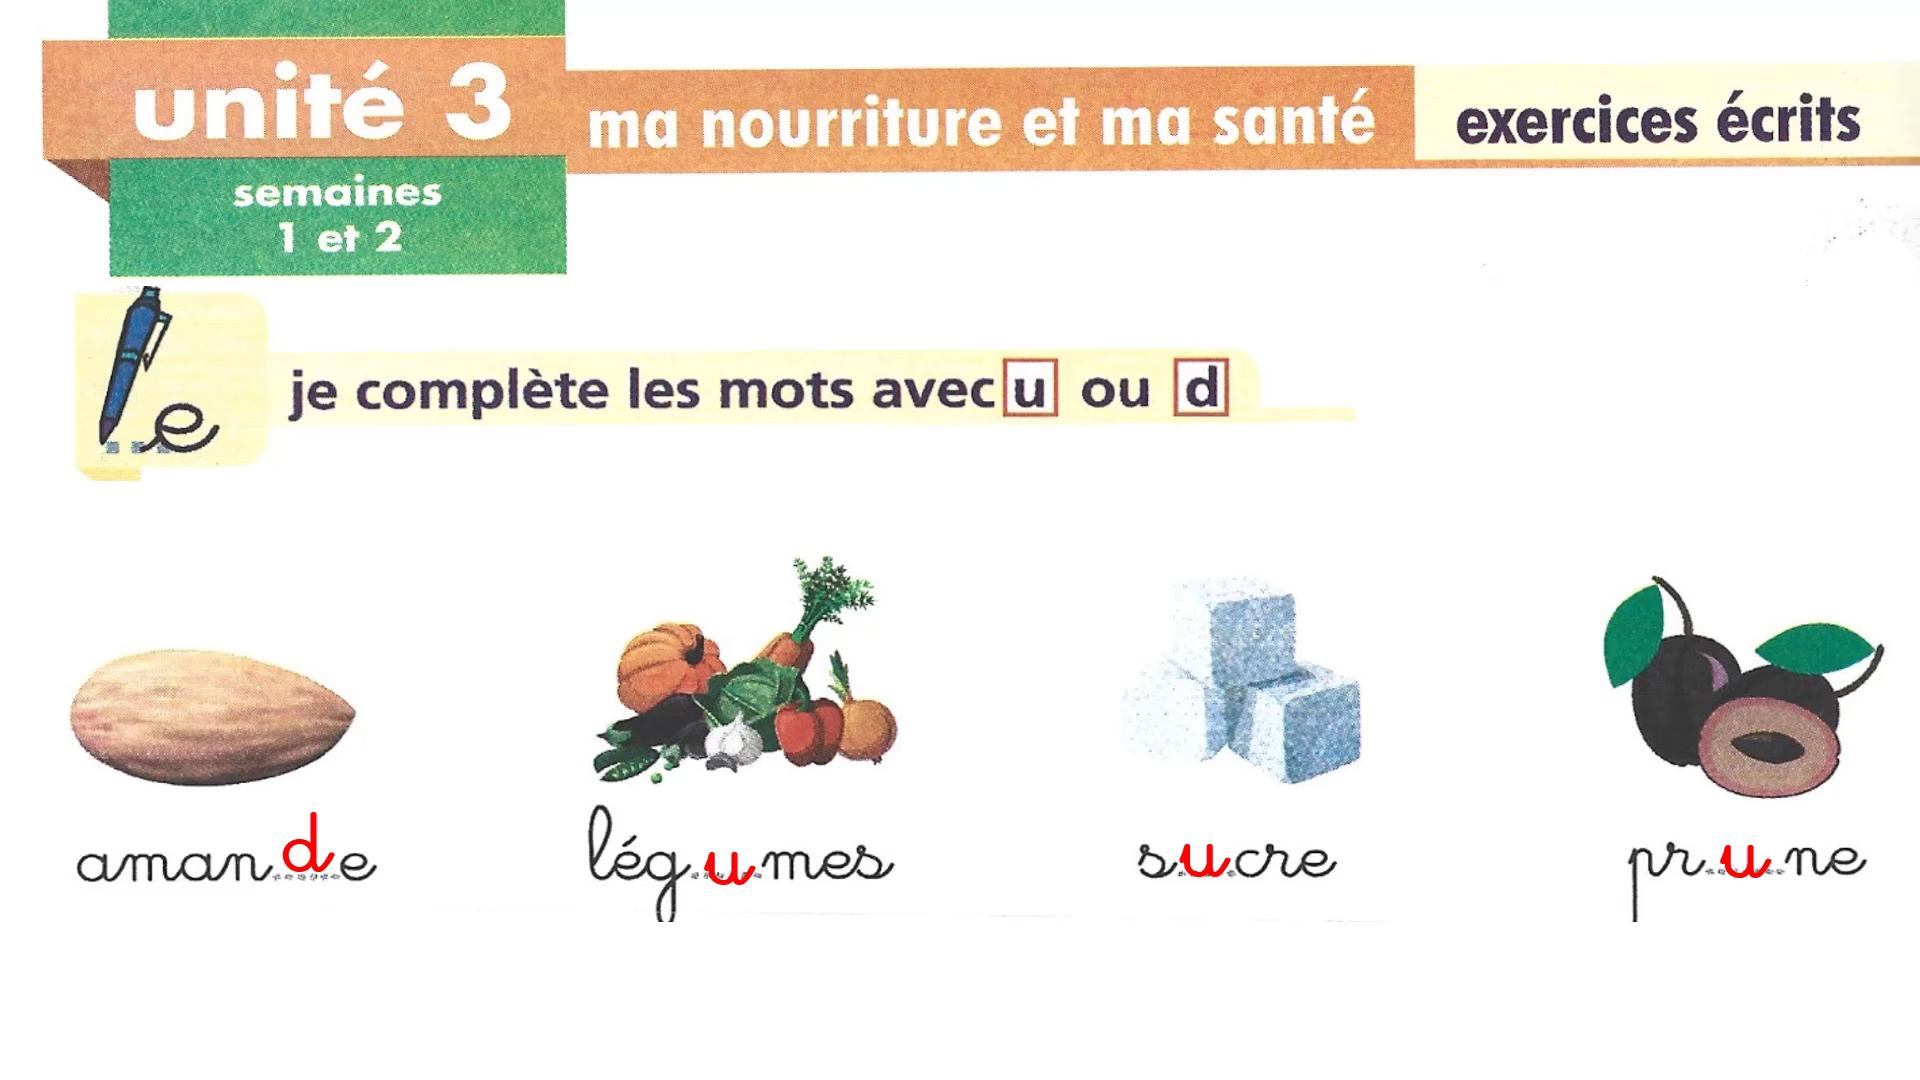 unité 3
ma nourriture et ma santé
exercices écrits
semaines
1 et 2
e
je complète les mots avec u ou d
amande
légumes
sucre
prune